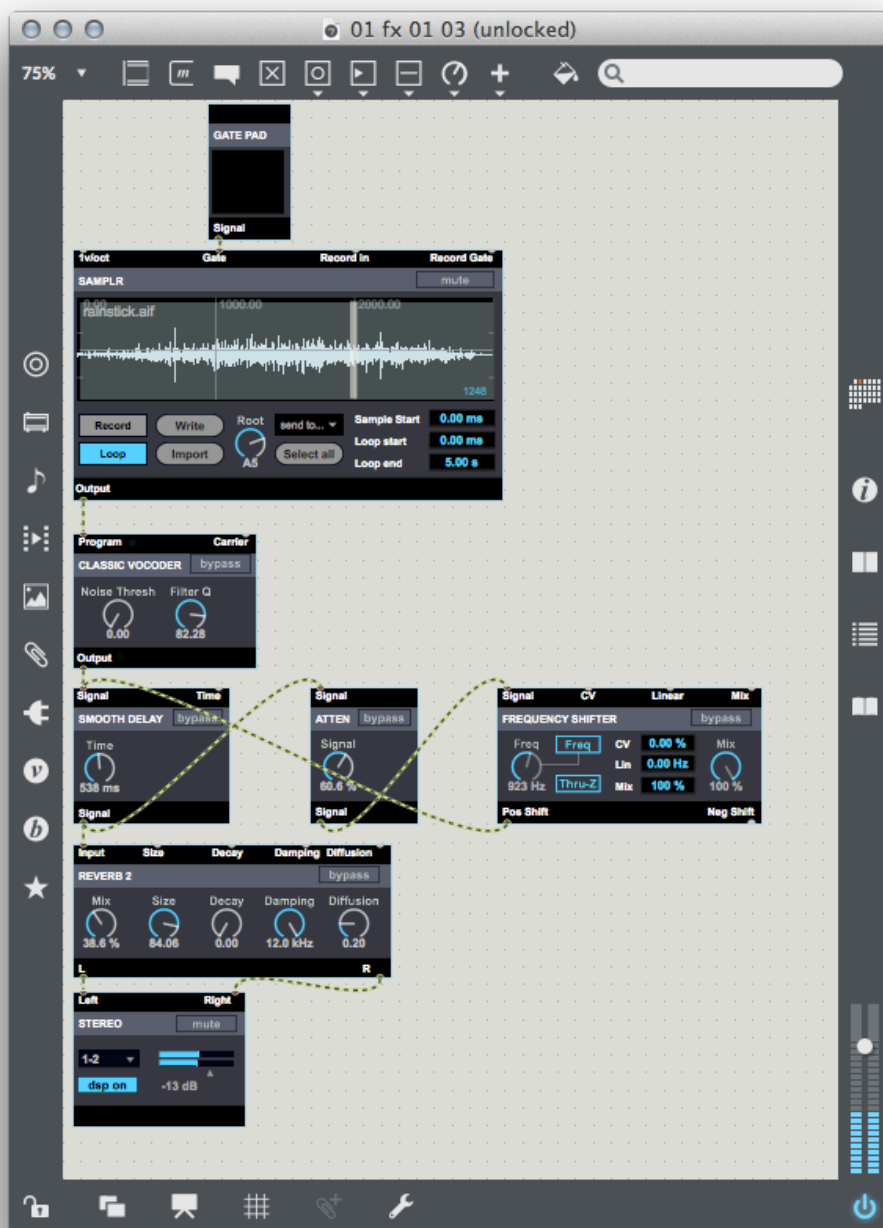 01 fx 01 03 (unlocked)
75%
m
GATE PAD
Signal
1v/oct Gate Record in Record Gate
SAMPLR mute
0.00 1000.00 2000.00
rainstick.aif
1248
Record Write Root send to... Sample Start 0.00 ms
Loop start 0.00 ms
Loop Import A5 Select all Loop end 5.00 s
Output
Program Carrier
CLASSIC VOCODER bypass
Noise Thresh Filter Q
0.00 82.28
Output
Signal Time Signal Signal CV Linear Mix
SMOOTH DELAY bypass ATTEN bypass FREQUENCY SHIFTER bypass
Time Signal Freq Freq CV 0.00 % Mix
Lin 0.00 Hz
538 ms 60.6 % 923 Hz Thru-Z Mix 100 % 100 %
Signal Signal Pos Shift Neg Shift
Input Size Decay Damping Diffusion
REVERB 2 bypass
Mix Size Decay Damping Diffusion
38.6 % 84.06 0.00 12.0 kHz 0.20
L R
Left Right
STEREO mute
1-2
dsp on -13 dB